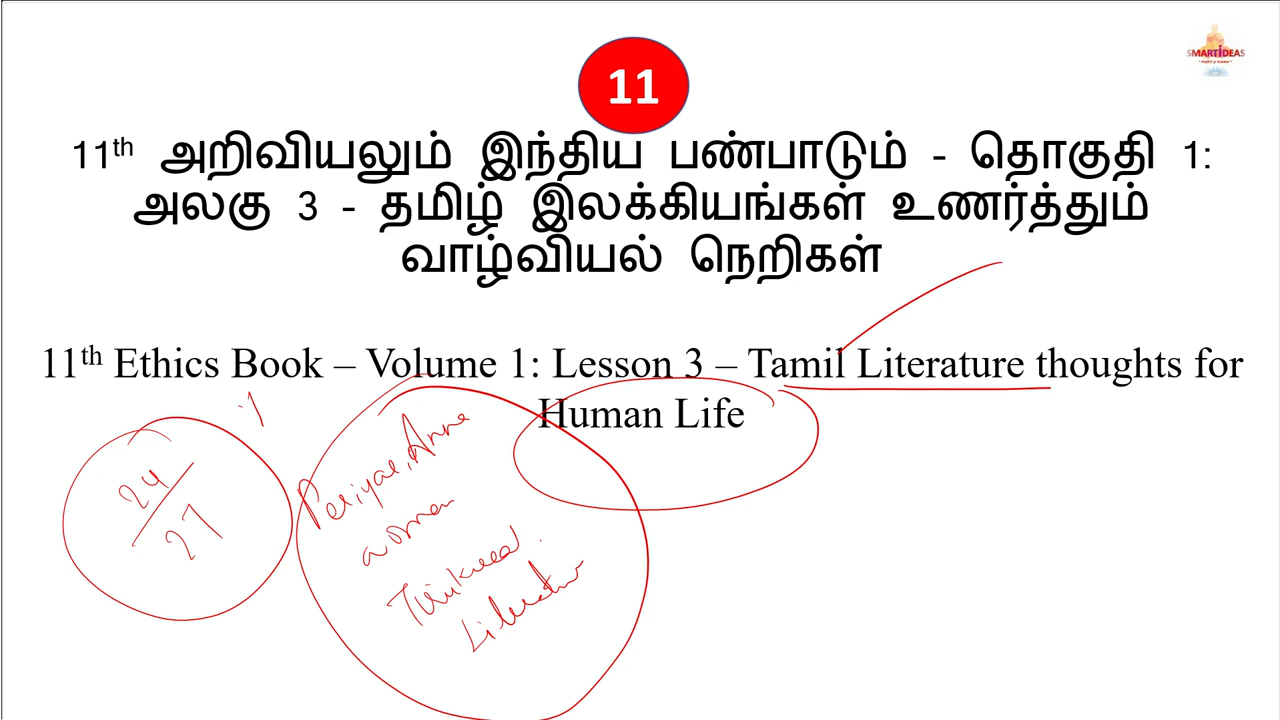 SMARTIDEAS
11
11th அறிவியலும் இந்திய பண்பாடும் - தொகுதி 1:
அலகு 3 - தமிழ் இலக்கியங்கள் உணர்த்தும்
வாழ்வியல் நெறிகள்
11th Ethics Book – Volume 1: Lesson 3 – Tamil Literature thoughts for
Human Life
24
27
Periyar, Anna
women
Thirukural
Literature